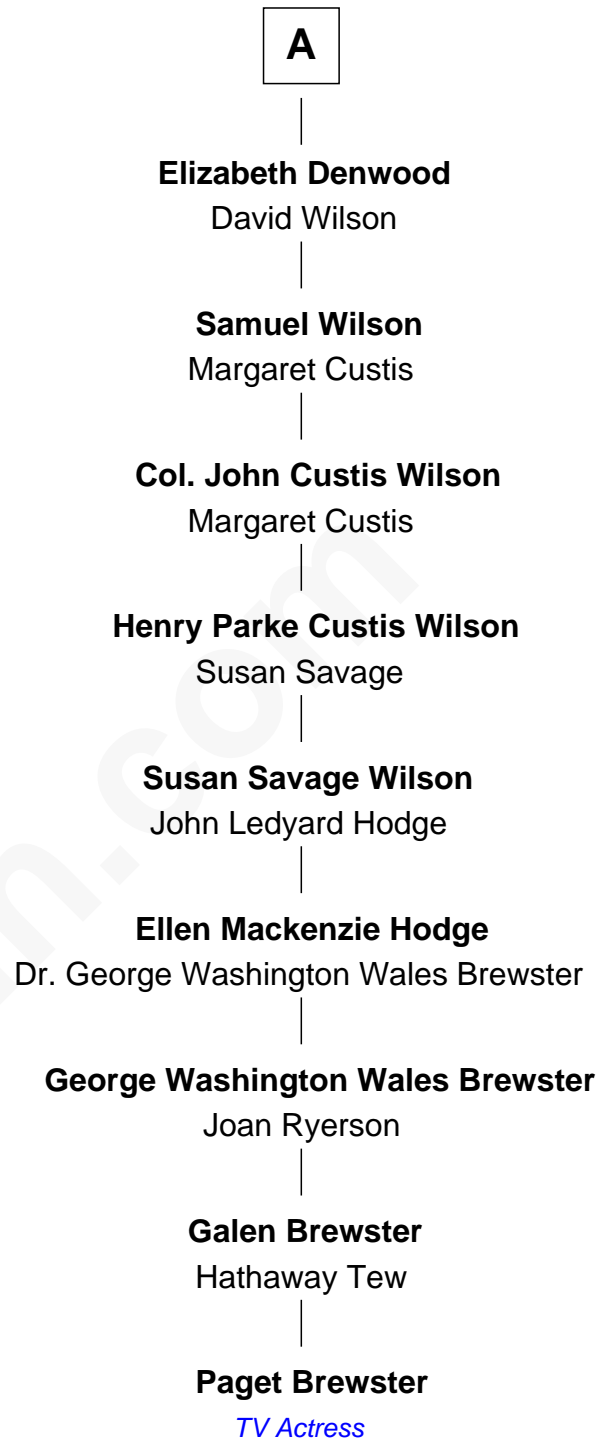 A
Elizabeth Denwood
David Wilson
Samuel Wilson
Margaret Custis
Col. John Custis Wilson
Margaret Custis
Henry Parke Custis Wilson
Susan Savage
Susan Savage Wilson
John Ledyard Hodge
Ellen Mackenzie Hodge
Dr. George Washington Wales Brewster
George Washington Wales Brewster
Joan Ryerson
Galen Brewster
Hathaway Tew
Paget Brewster
TV Actress